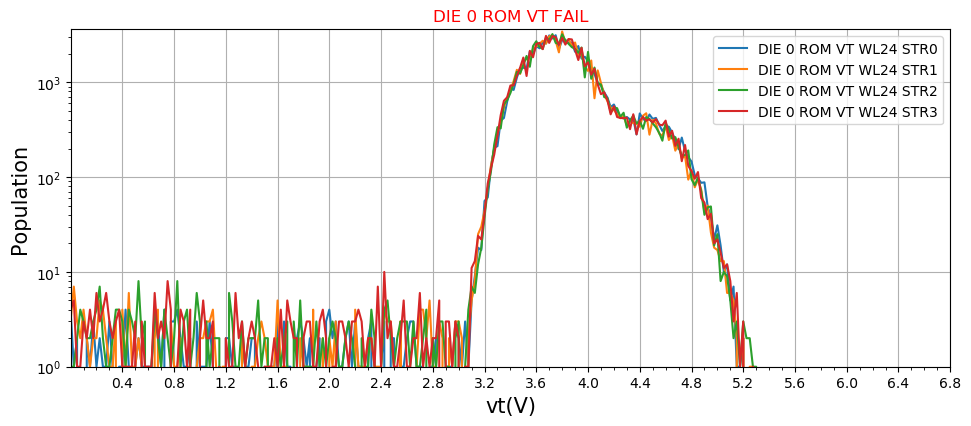 DIE 0 ROM VT FAIL
DIE 0 ROM VT WL24 STR0
DIE 0 ROM VT WL24 STR1
DIE 0 ROM VT WL24 STR2
DIE 0 ROM VT WL24 STR3
Population
10³
10²
10¹
10⁰
0.4 0.8 1.2 1.6 2.0 2.4 2.8 3.2 3.6 4.0 4.4 4.8 5.2 5.6 6.0 6.4 6.8
vt(V)